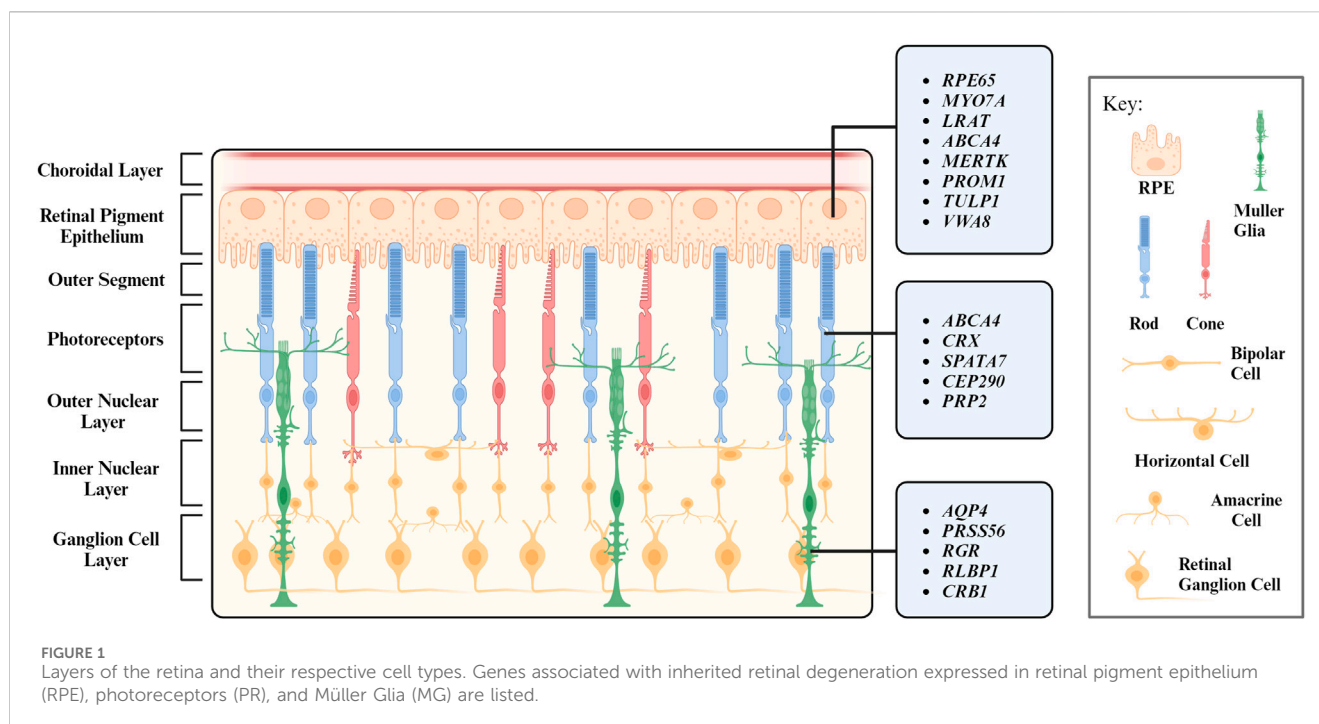 Choroidal Layer
Retinal Pigment
Epithelium
Outer Segment
Photoreceptors
Outer Nuclear
Layer
Inner Nuclear
Layer
Ganglion Cell
Layer
• RPE65
• MYO7A
• LRAT
• ABCA4
• MERTK
• PROM1
• TULP1
• VWA8
• ABCA4
• CRX
• SPATA7
• CEP290
• PRP2
• AQP4
• PRSS56
• RGR
• RLBP1
• CRB1
Key:
RPE
Muller
Glia
Rod
Cone
Bipolar
Cell
Horizontal Cell
Amacrine
Cell
Retinal
Ganglion Cell
FIGURE 1
Layers of the retina and their respective cell types. Genes associated with inherited retinal degeneration expressed in retinal pigment epithelium
(RPE), photoreceptors (PR), and Müller Glia (MG) are listed.